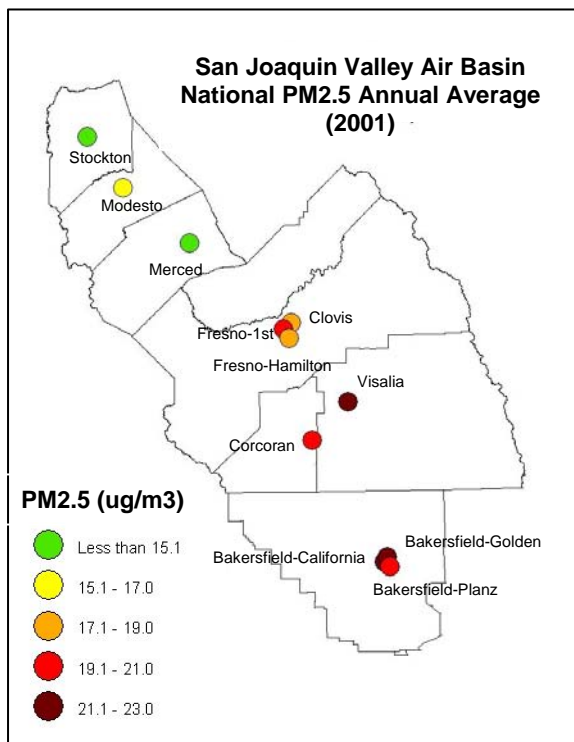 San Joaquin Valley Air Basin
National PM2.5 Annual Average
(2001)
Stockton
Modesto
Merced
Clovis
Fresno-1st
Fresno-Hamilton
Visalia
Corcoran
PM2.5 (ug/m3)
Less than 15.1
15.1 - 17.0
17.1 - 19.0
19.1 - 21.0
21.1 - 23.0
Bakersfield-Golden
Bakersfield-California
Bakersfield-Planz